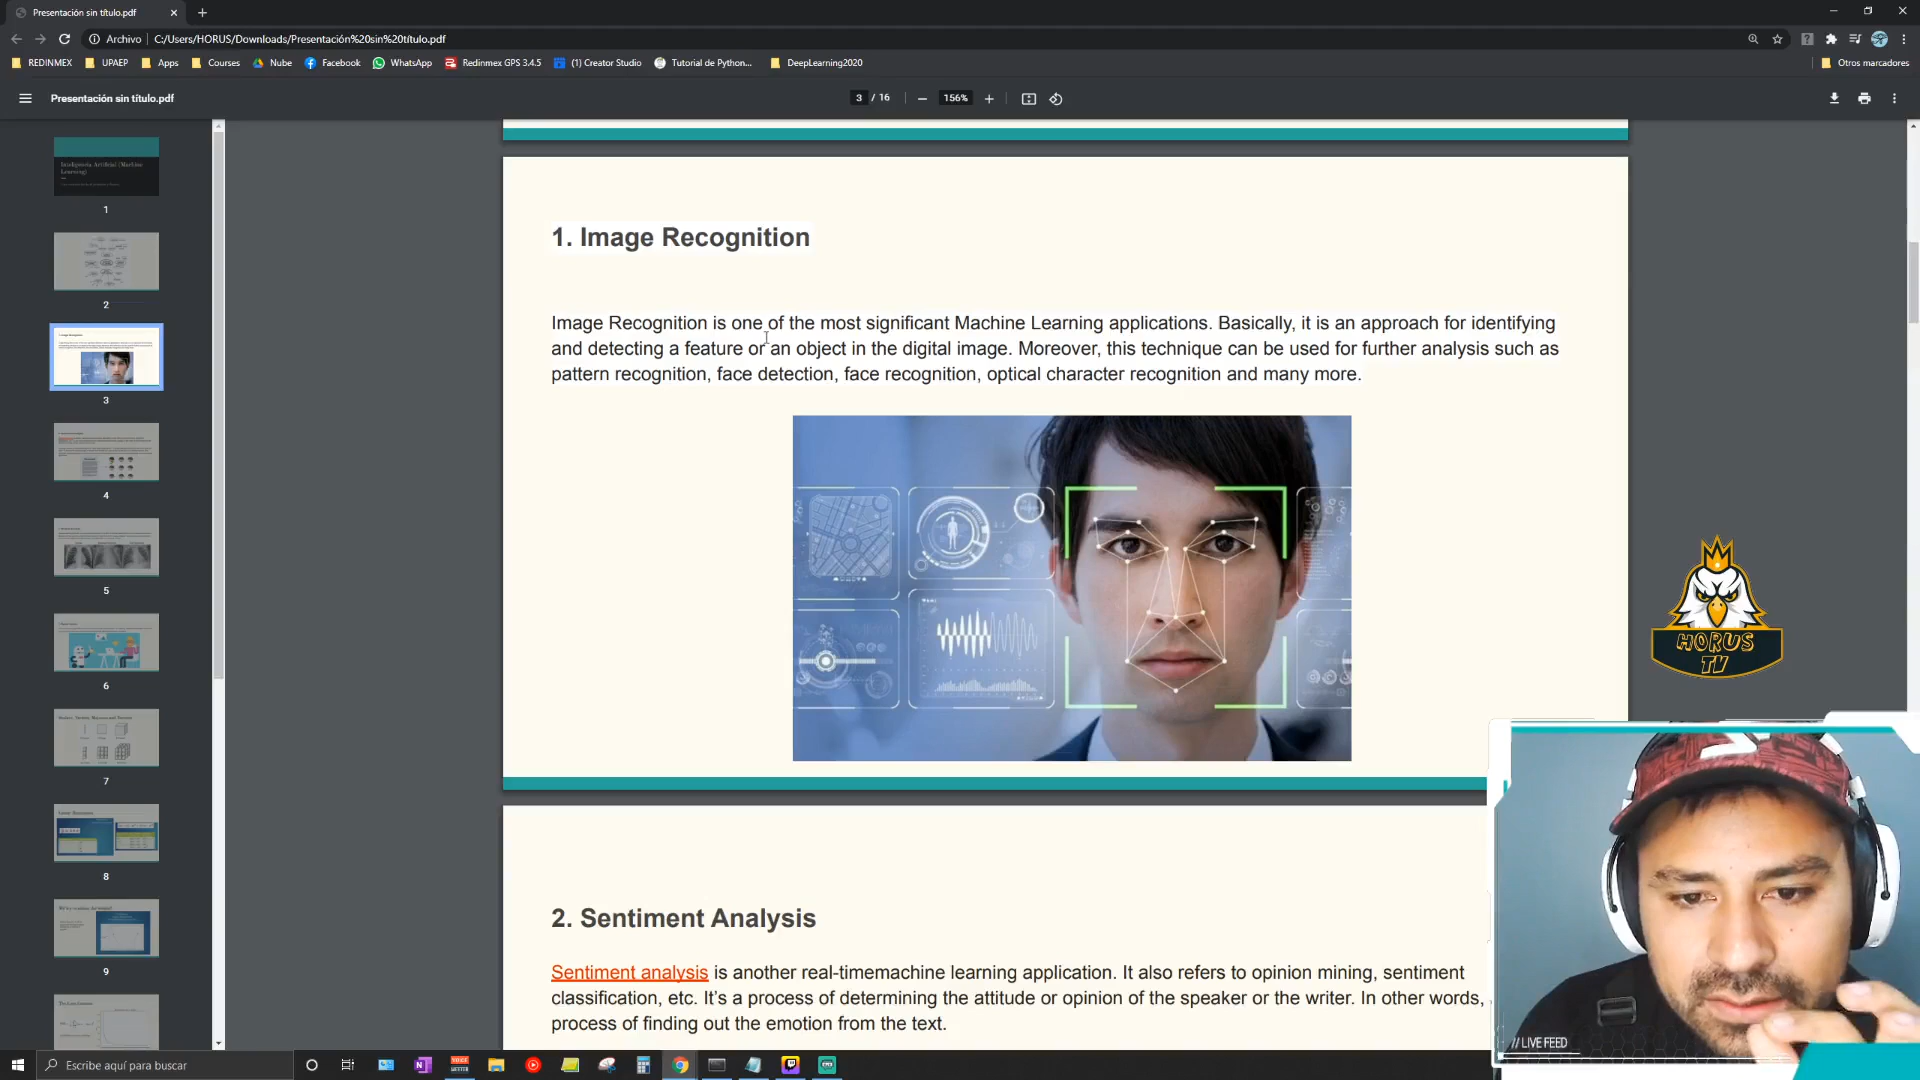 Presentación sin título.pdf
Archivo C:/Users/HORUS/Downloads/Presentación%20sin%20título.pdf
REDINMEX UPAEP Apps Courses Nube Facebook WhatsApp Redinmex GPS 3.4.5 (1) Creator Studio Tutorial de Python... DeepLearning2020 Otros marcadores
Presentación sin título.pdf 3 / 16 156%
1
2
3
4
5
6
7
8
9
1. Image Recognition
Image Recognition is one of the most significant Machine Learning applications. Basically, it is an approach for identifying
and detecting a feature or an object in the digital image. Moreover, this technique can be used for further analysis such as
pattern recognition, face detection, face recognition, optical character recognition and many more.
HORUS
TV
2. Sentiment Analysis
Sentiment analysis is another real-timemachine learning application. It also refers to opinion mining, sentiment
classification, etc. It's a process of determining the attitude or opinion of the speaker or the writer. In other words,
process of finding out the emotion from the text.
// LIVE FEED
Escribe aquí para buscar